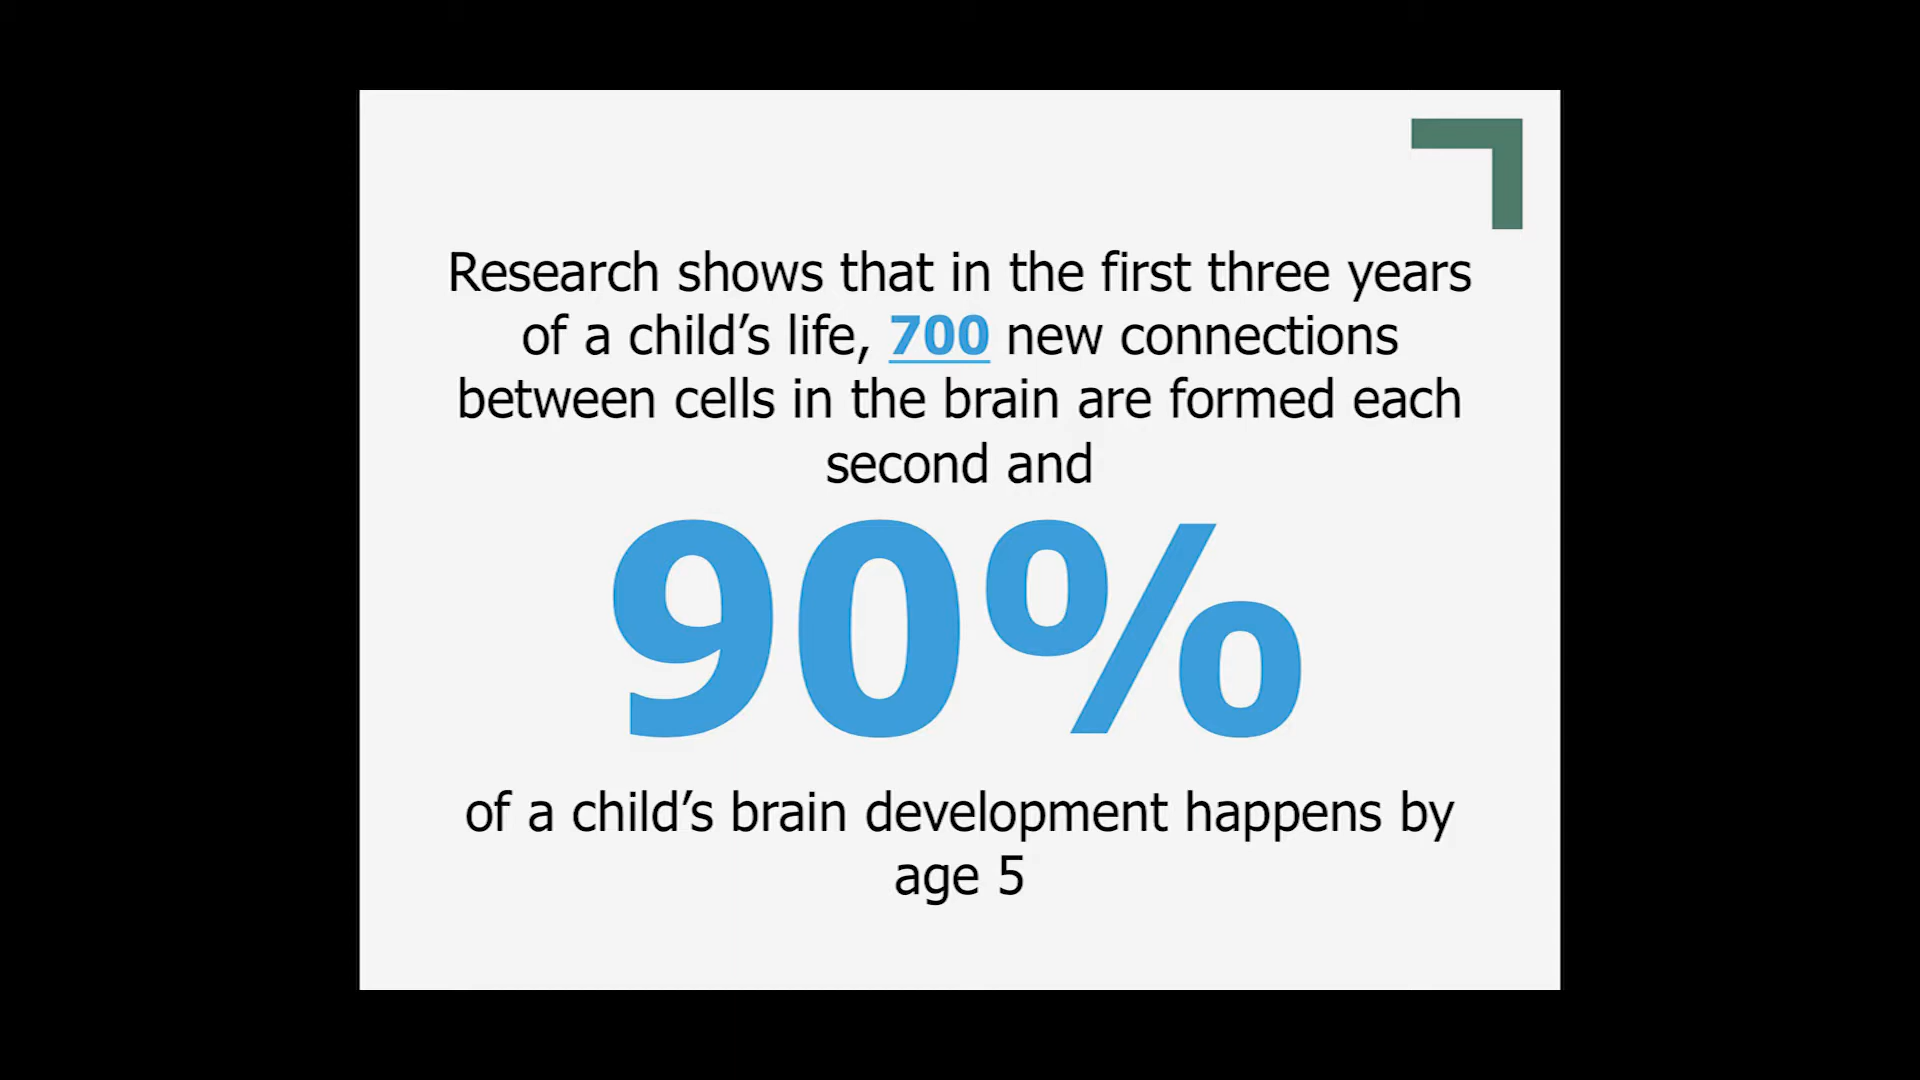 Research shows that in the first three years
of a child’s life, 700 new connections
between cells in the brain are formed each
second and
90%
of a child’s brain development happens by
age 5